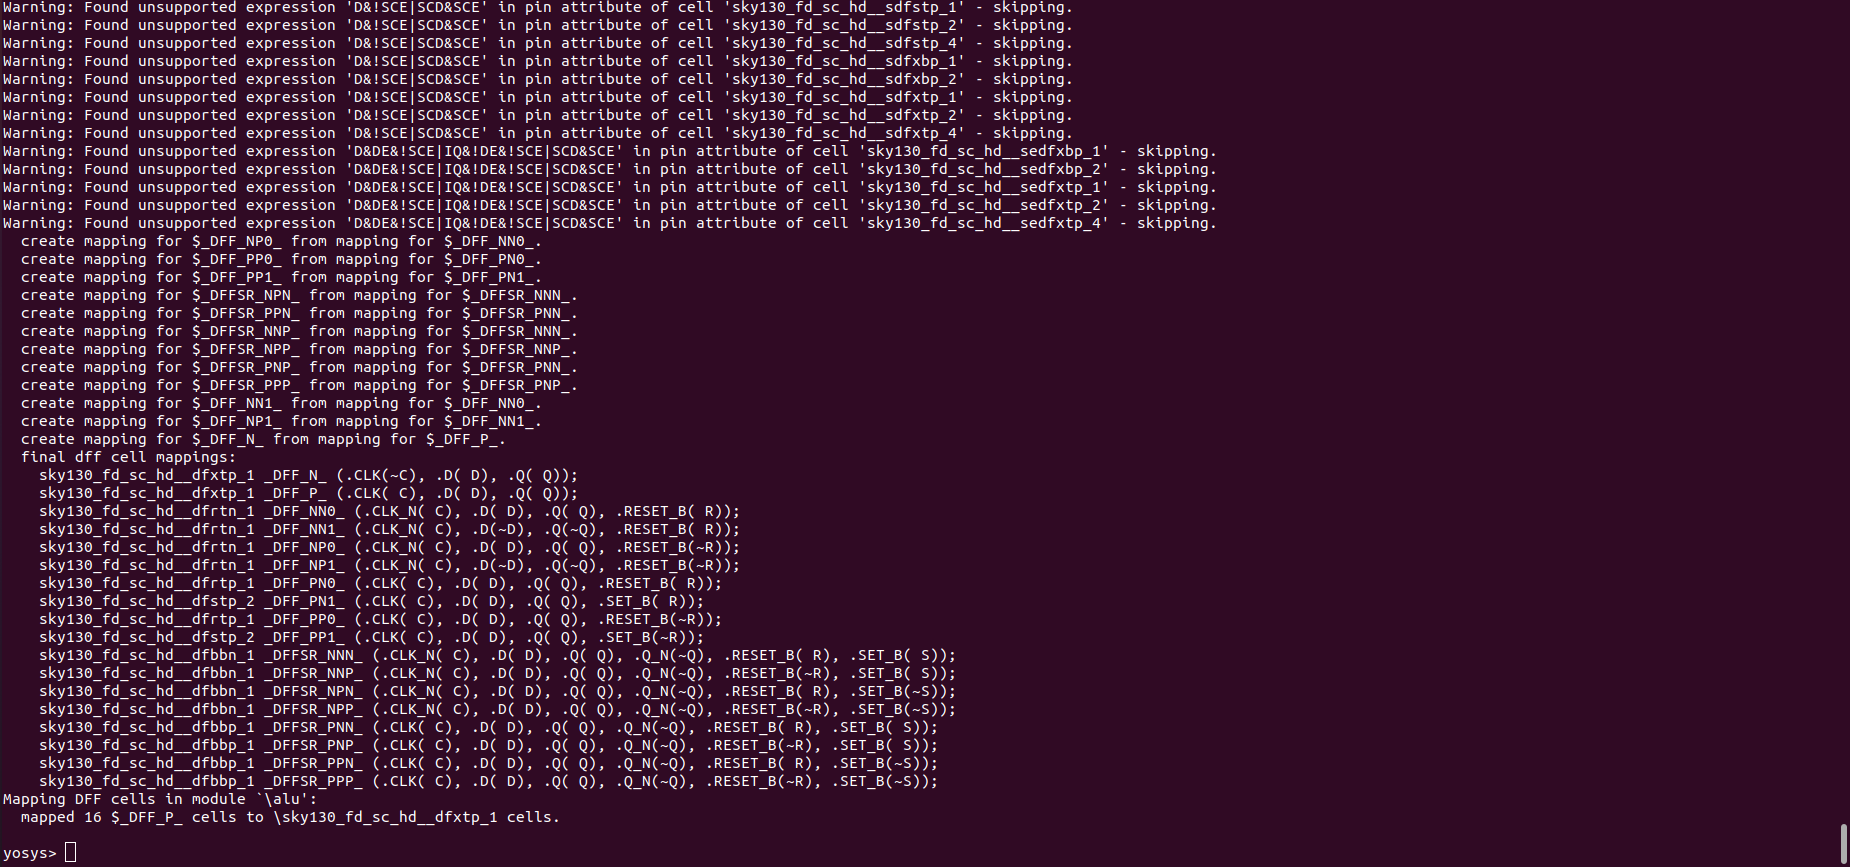 Warning: Found unsupported expression 'D&!SCE|SCD&SCE' in pin attribute of cell 'sky130_fd_sc_hd__sdfstp_1' - skipping.
Warning: Found unsupported expression 'D&!SCE|SCD&SCE' in pin attribute of cell 'sky130_fd_sc_hd__sdfstp_2' - skipping.
Warning: Found unsupported expression 'D&!SCE|SCD&SCE' in pin attribute of cell 'sky130_fd_sc_hd__sdfstp_4' - skipping.
Warning: Found unsupported expression 'D&!SCE|SCD&SCE' in pin attribute of cell 'sky130_fd_sc_hd__sdfxbp_1' - skipping.
Warning: Found unsupported expression 'D&!SCE|SCD&SCE' in pin attribute of cell 'sky130_fd_sc_hd__sdfxbp_2' - skipping.
Warning: Found unsupported expression 'D&!SCE|SCD&SCE' in pin attribute of cell 'sky130_fd_sc_hd__sdfxtp_1' - skipping.
Warning: Found unsupported expression 'D&!SCE|SCD&SCE' in pin attribute of cell 'sky130_fd_sc_hd__sdfxtp_2' - skipping.
Warning: Found unsupported expression 'D&!SCE|SCD&SCE' in pin attribute of cell 'sky130_fd_sc_hd__sdfxtp_4' - skipping.
Warning: Found unsupported expression 'D&DE&!SCE|IQ&!DE&!SCE|SCD&SCE' in pin attribute of cell 'sky130_fd_sc_hd__sedfxbp_1' - skipping.
Warning: Found unsupported expression 'D&DE&!SCE|IQ&!DE&!SCE|SCD&SCE' in pin attribute of cell 'sky130_fd_sc_hd__sedfxbp_2' - skipping.
Warning: Found unsupported expression 'D&DE&!SCE|IQ&!DE&!SCE|SCD&SCE' in pin attribute of cell 'sky130_fd_sc_hd__sedfxtp_1' - skipping.
Warning: Found unsupported expression 'D&DE&!SCE|IQ&!DE&!SCE|SCD&SCE' in pin attribute of cell 'sky130_fd_sc_hd__sedfxtp_2' - skipping.
Warning: Found unsupported expression 'D&DE&!SCE|IQ&!DE&!SCE|SCD&SCE' in pin attribute of cell 'sky130_fd_sc_hd__sedfxtp_4' - skipping.
  create mapping for $_DFF_NP0_ from mapping for $_DFF_NN0_.
  create mapping for $_DFF_PP0_ from mapping for $_DFF_PN0_.
  create mapping for $_DFF_PP1_ from mapping for $_DFF_PN1_.
  create mapping for $_DFFSR_NPN_ from mapping for $_DFFSR_NNN_.
  create mapping for $_DFFSR_PPN_ from mapping for $_DFFSR_PNN_.
  create mapping for $_DFFSR_NNP_ from mapping for $_DFFSR_NNN_.
  create mapping for $_DFFSR_NPP_ from mapping for $_DFFSR_NNP_.
  create mapping for $_DFFSR_PNP_ from mapping for $_DFFSR_PNN_.
  create mapping for $_DFFSR_PPP_ from mapping for $_DFFSR_PNP_.
  create mapping for $_DFF_NN1_ from mapping for $_DFF_NN0_.
  create mapping for $_DFF_NP1_ from mapping for $_DFF_NN1_.
  create mapping for $_DFF_N_ from mapping for $_DFF_P_.
  final dff cell mappings:
    sky130_fd_sc_hd__dfxtp_1 _DFF_N_ (.CLK(~C), .D( D), .Q( Q));
    sky130_fd_sc_hd__dfxtp_1 _DFF_P_ (.CLK( C), .D( D), .Q( Q));
    sky130_fd_sc_hd__dfrtn_1 _DFF_NN0_ (.CLK_N( C), .D( D), .Q( Q), .RESET_B( R));
    sky130_fd_sc_hd__dfrtn_1 _DFF_NN1_ (.CLK_N( C), .D(~D), .Q(~Q), .RESET_B( R));
    sky130_fd_sc_hd__dfrtn_1 _DFF_NP0_ (.CLK_N( C), .D( D), .Q( Q), .RESET_B(~R));
    sky130_fd_sc_hd__dfrtn_1 _DFF_NP1_ (.CLK_N( C), .D(~D), .Q(~Q), .RESET_B(~R));
    sky130_fd_sc_hd__dfrtp_1 _DFF_PN0_ (.CLK( C), .D( D), .Q( Q), .RESET_B( R));
    sky130_fd_sc_hd__dfstp_2 _DFF_PN1_ (.CLK( C), .D( D), .Q( Q), .SET_B( R));
    sky130_fd_sc_hd__dfrtp_1 _DFF_PP0_ (.CLK( C), .D( D), .Q( Q), .RESET_B(~R));
    sky130_fd_sc_hd__dfstp_2 _DFF_PP1_ (.CLK( C), .D( D), .Q( Q), .SET_B(~R));
    sky130_fd_sc_hd__dfbbn_1 _DFFSR_NNN_ (.CLK_N( C), .D( D), .Q( Q), .Q_N(~Q), .RESET_B( R), .SET_B( S));
    sky130_fd_sc_hd__dfbbn_1 _DFFSR_NNP_ (.CLK_N( C), .D( D), .Q( Q), .Q_N(~Q), .RESET_B(~R), .SET_B( S));
    sky130_fd_sc_hd__dfbbn_1 _DFFSR_NPN_ (.CLK_N( C), .D( D), .Q( Q), .Q_N(~Q), .RESET_B( R), .SET_B(~S));
    sky130_fd_sc_hd__dfbbn_1 _DFFSR_NPP_ (.CLK_N( C), .D( D), .Q( Q), .Q_N(~Q), .RESET_B(~R), .SET_B(~S));
    sky130_fd_sc_hd__dfbbp_1 _DFFSR_PNN_ (.CLK( C), .D( D), .Q( Q), .Q_N(~Q), .RESET_B( R), .SET_B( S));
    sky130_fd_sc_hd__dfbbp_1 _DFFSR_PNP_ (.CLK( C), .D( D), .Q( Q), .Q_N(~Q), .RESET_B(~R), .SET_B( S));
    sky130_fd_sc_hd__dfbbp_1 _DFFSR_PPN_ (.CLK( C), .D( D), .Q( Q), .Q_N(~Q), .RESET_B( R), .SET_B(~S));
    sky130_fd_sc_hd__dfbbp_1 _DFFSR_PPP_ (.CLK( C), .D( D), .Q( Q), .Q_N(~Q), .RESET_B(~R), .SET_B(~S));
Mapping DFF cells in module `\alu':
  mapped 16 $_DFF_P_ cells to \sky130_fd_sc_hd__dfxtp_1 cells.
yosys>